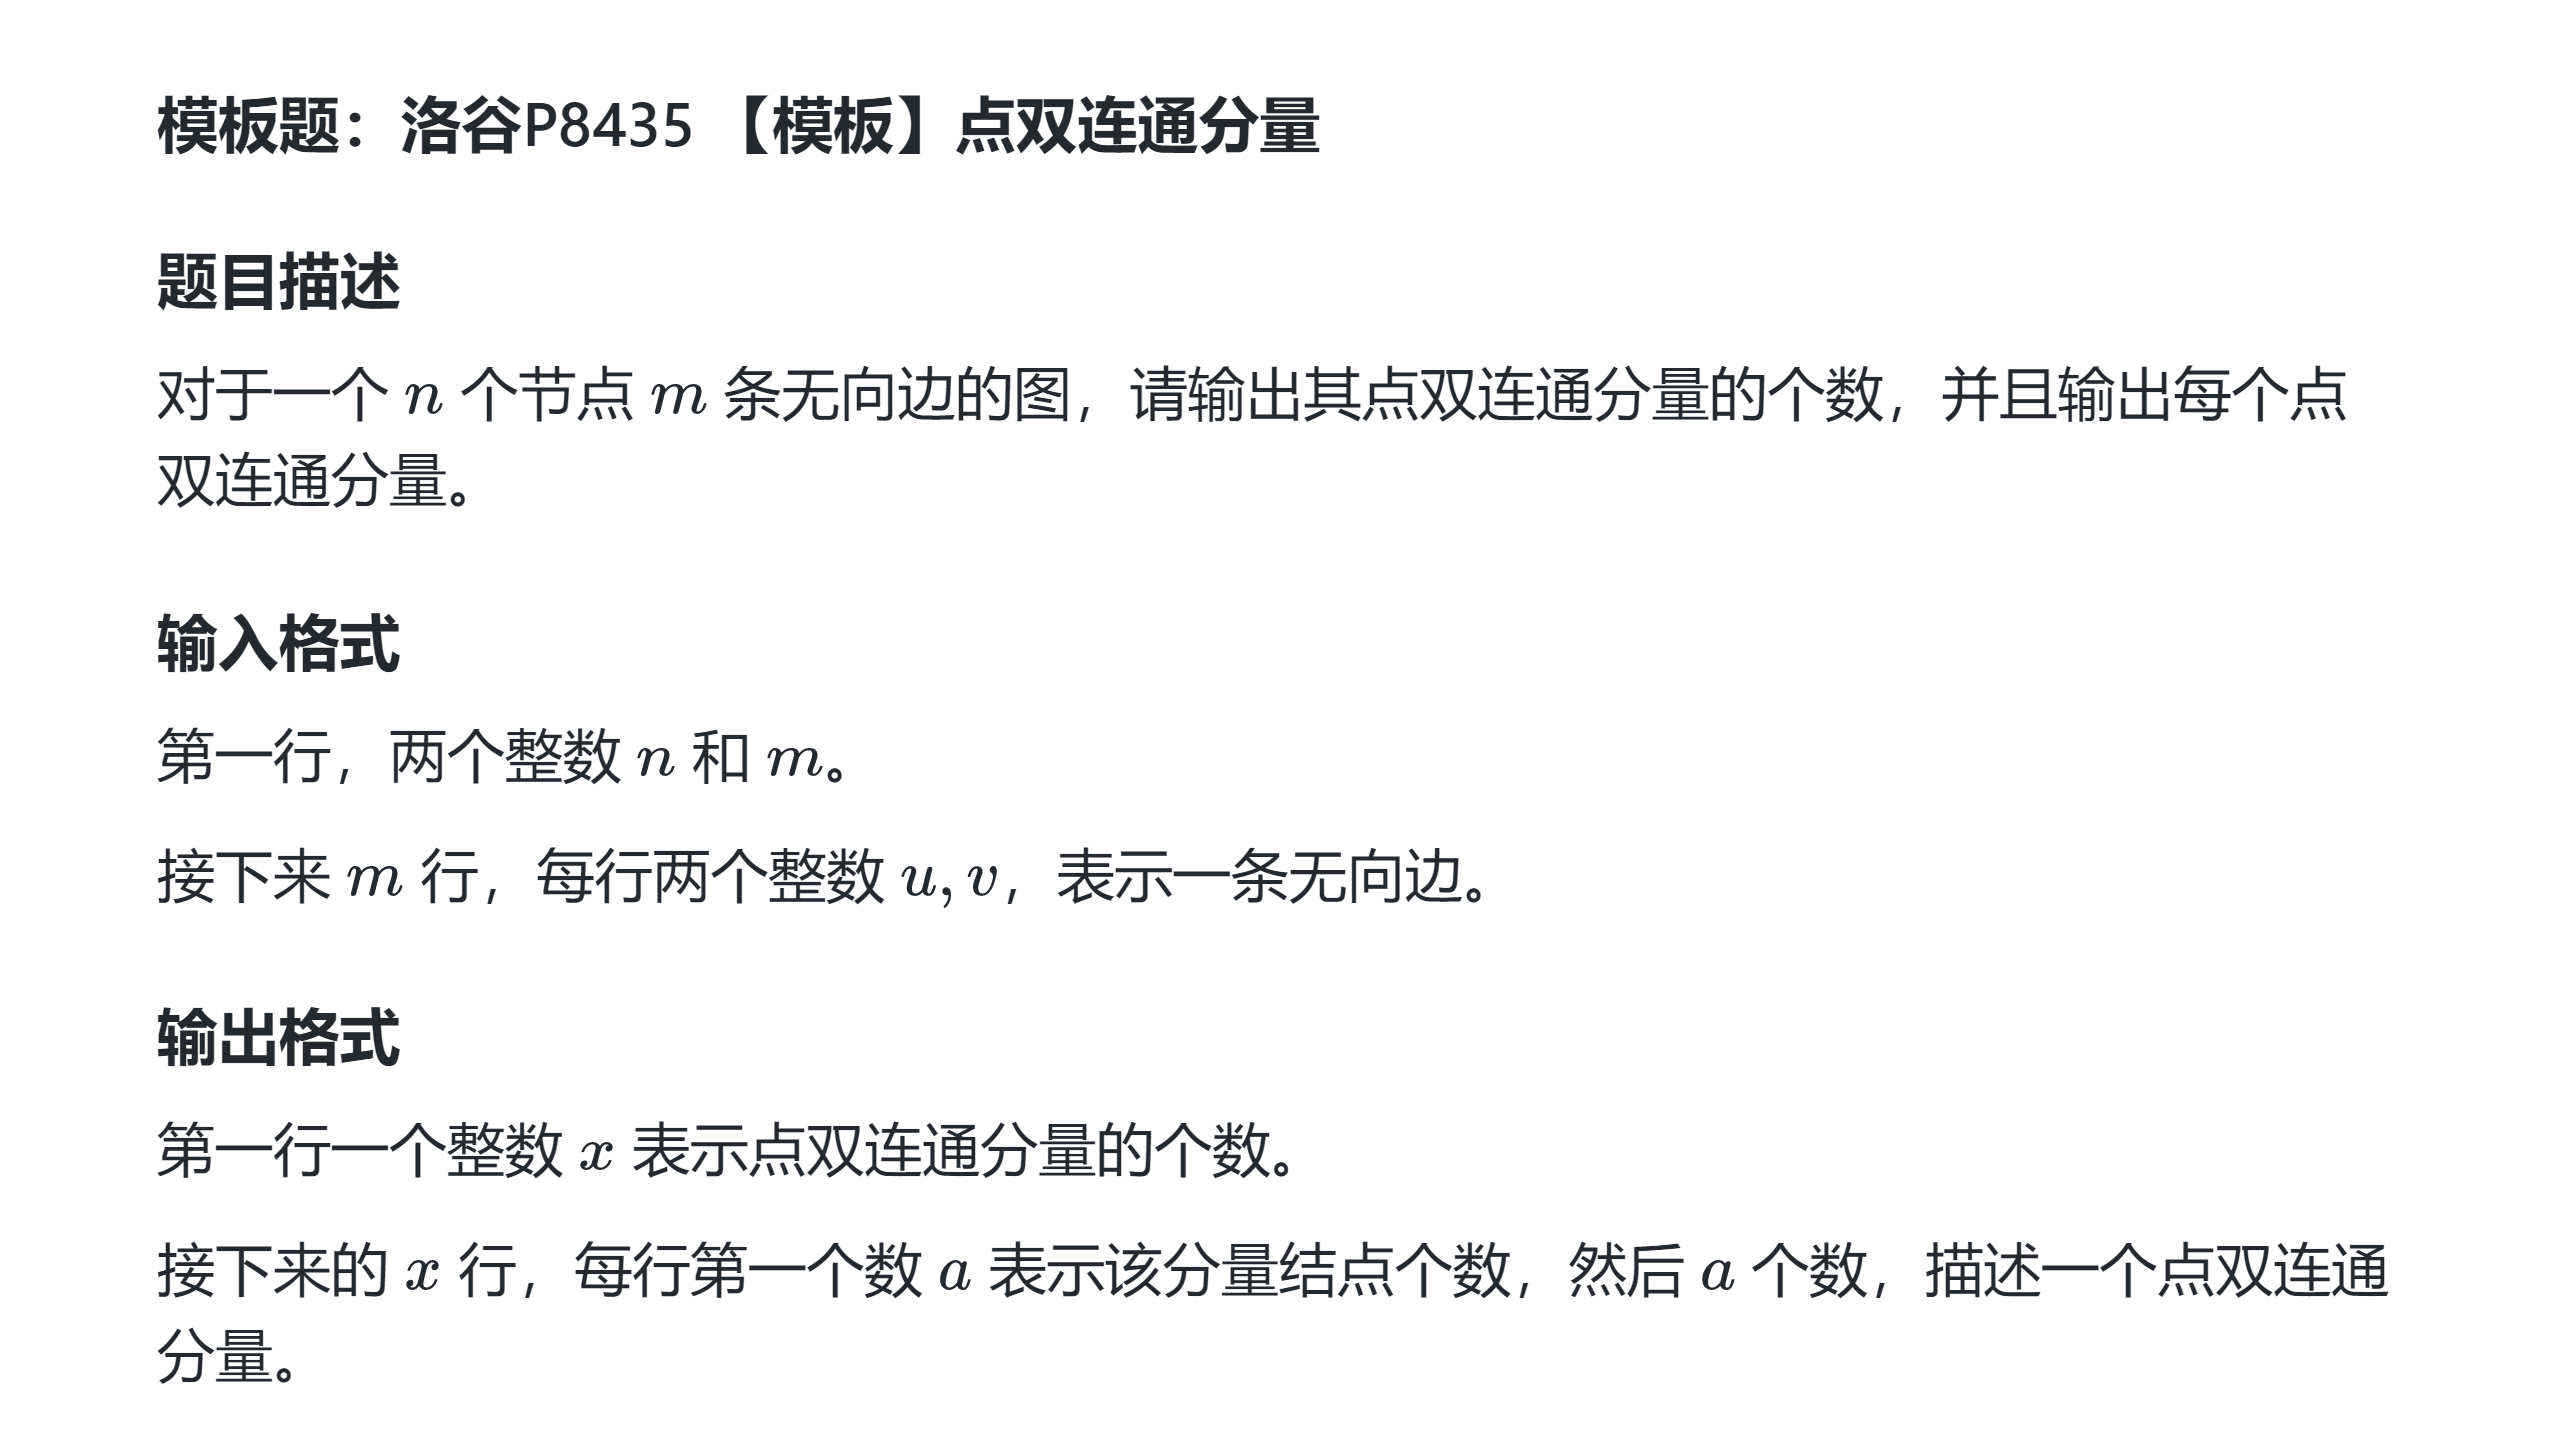 模板题：洛谷P8435 【模板】点双连通分量
题目描述
对于一个 n 个节点 m 条无向边的图，请输出其点双连通分量的个数，并且输出每个点
双连通分量。
输入格式
第一行，两个整数 n 和 m。
接下来 m 行，每行两个整数 u, v，表示一条无向边。
输出格式
第一行一个整数 x 表示点双连通分量的个数。
接下来的 x 行，每行第一个数 a 表示该分量结点个数，然后 a 个数，描述一个点双连通
分量。